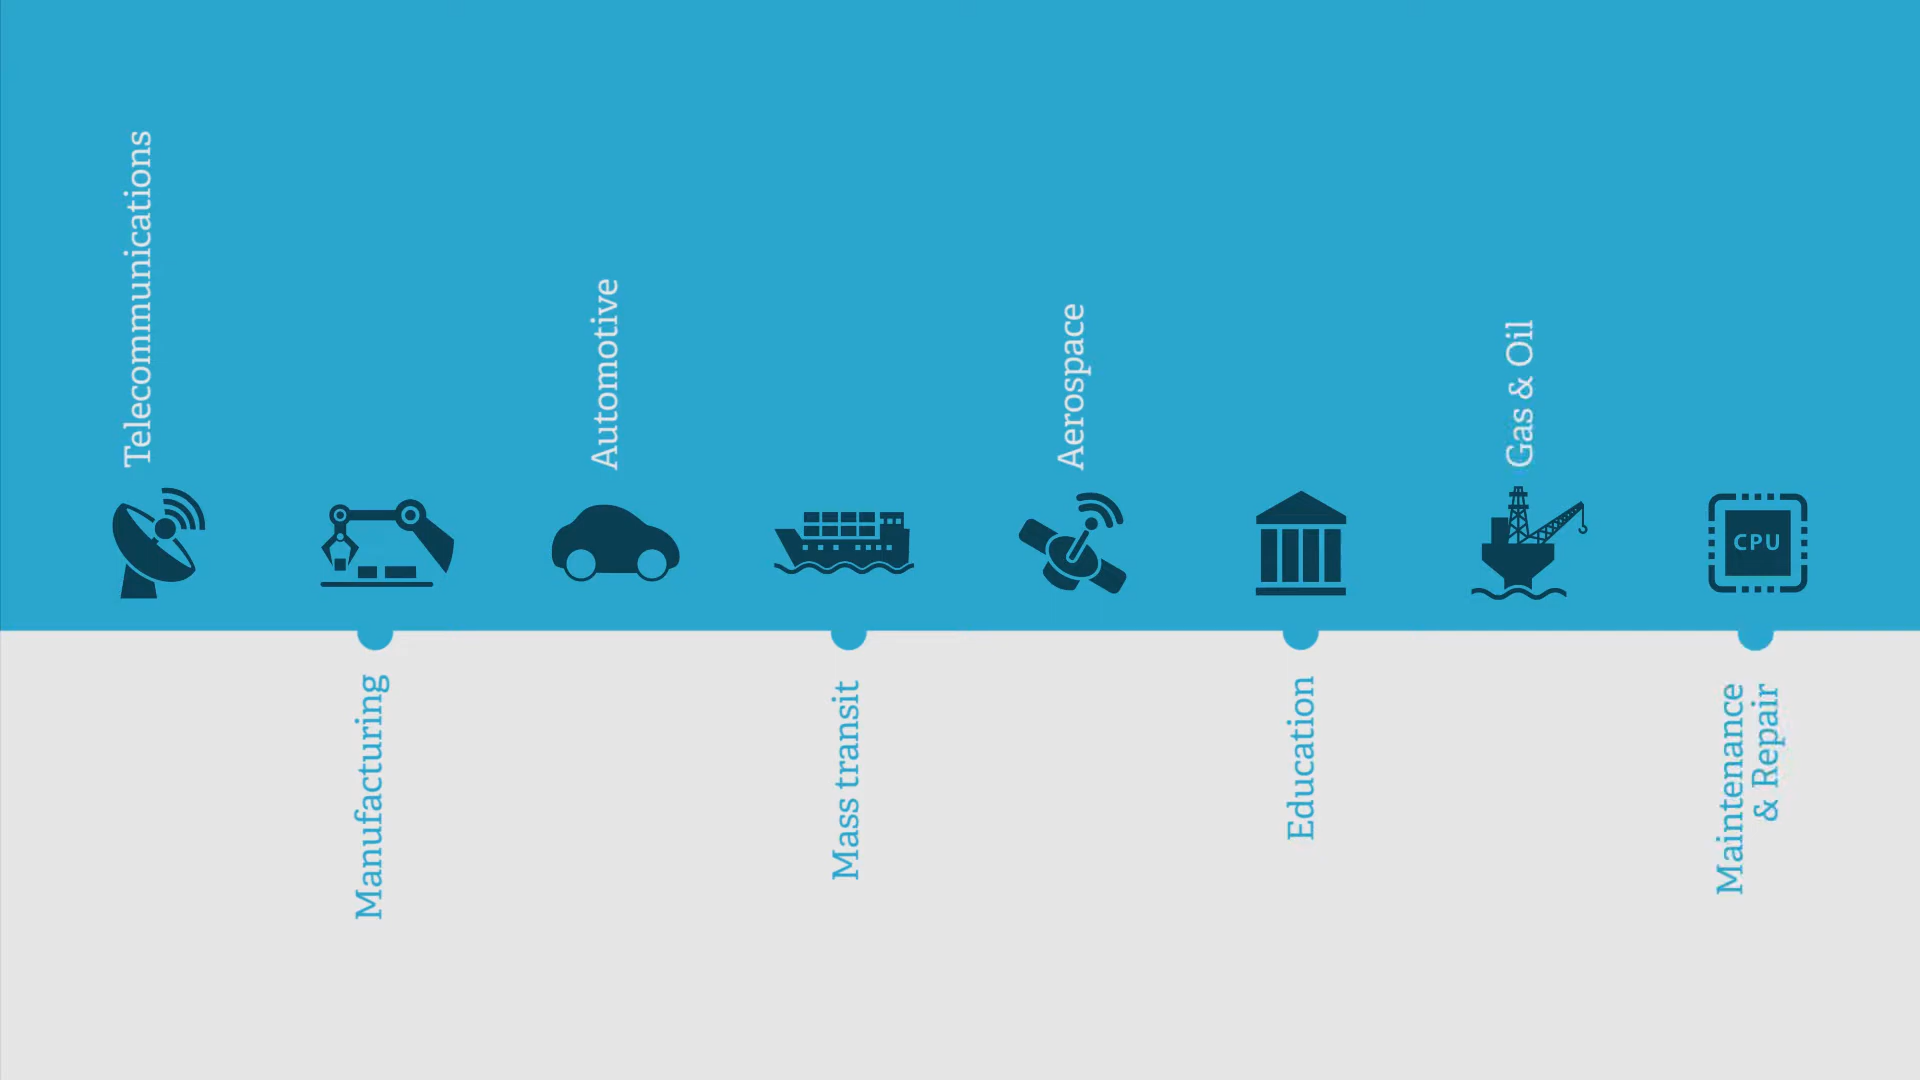 Telecommunications
Manufacturing
Automotive
Mass transit
Aerospace
Education
Gas & Oil
CPU
Maintenance
& Repair